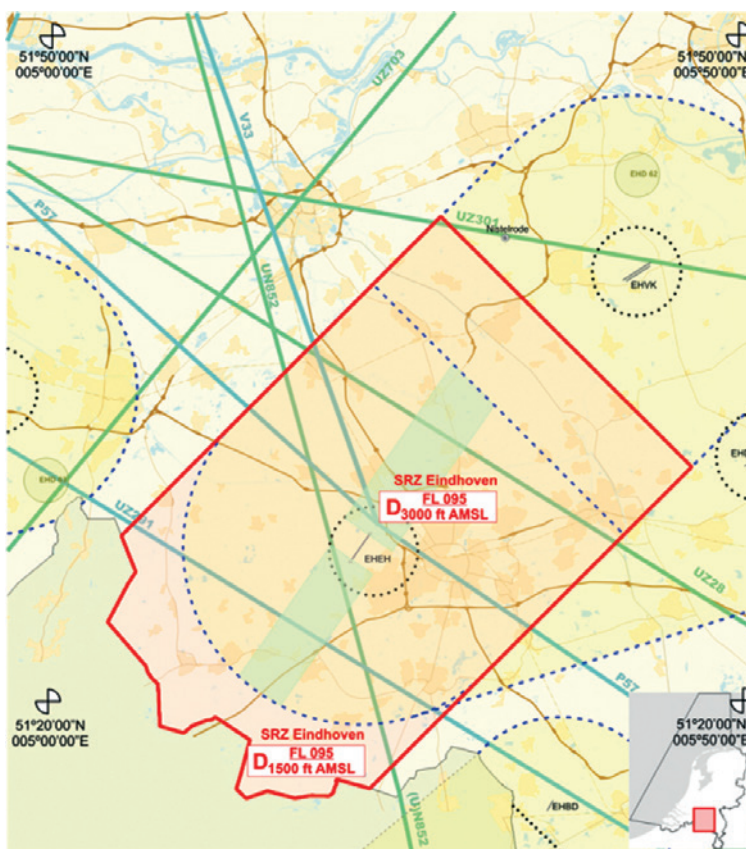 51°50'00"N
005°00'00"E
51°50'00"N
005°50'00"E
UZ703
V33
EHD 62
P57
UZ301
Nistelrode
EHVK
UN852
SRZ Eindhoven
D FL 095
3000 ft AMSL
UZ201
EHEH
UZ28
P57
51°20'00"N
005°00'00"E
51°20'00"N
005°50'00"E
SRZ Eindhoven
D FL 095
1500 ft AMSL
(U)N852
EHBD